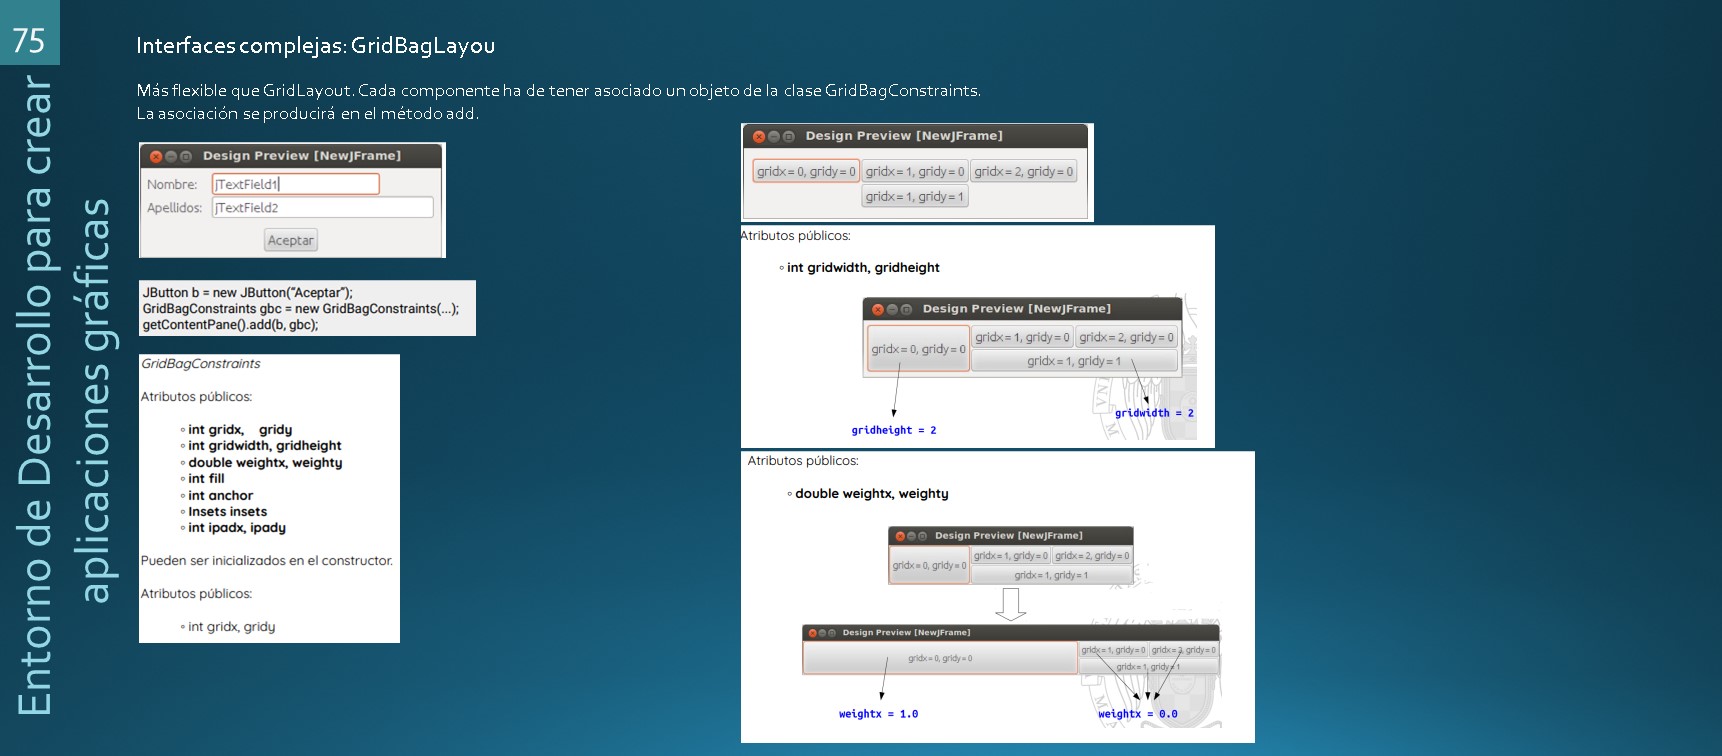 75
Entorno de Desarrollo para crear
aplicaciones gráficas
Interfaces complejas: GridBagLayou
Más flexible que GridLayout. Cada componente ha de tener asociado un objeto de la clase GridBagConstraints.
La asociación se producirá en el método add.
Design Preview [NewJFrame]
Nombre: jTextField1
Apellidos: jTextField2
Aceptar
JButton b = new JButton("Aceptar");
GridBagConstraints gbc = new GridBagConstraints(...);
getContentPane().add(b, gbc);
GridBagConstraints
Atributos públicos:
◦ int gridx, gridy
◦ int gridwidth, gridheight
◦ double weightx, weighty
◦ int fill
◦ int anchor
◦ Insets insets
◦ int ipadx, ipady
Pueden ser inicializados en el constructor.
Atributos públicos:
◦ int gridx, gridy
Design Preview [NewJFrame]
gridx=0, gridy=0 gridx=1, gridy=0 gridx=2, gridy=0
gridx=1, gridy=1
Atributos públicos:
◦ int gridwidth, gridheight
Design Preview [NewJFrame]
gridx=1, gridy=0 gridx=2, gridy=0
gridx=0, gridy=0
gridx=1, gridy=1
gridwidth = 2
gridheight = 2
Atributos públicos:
◦ double weightx, weighty
Design Preview [NewJFrame]
gridx=1, gridy=0 gridx=2, gridy=0
gridx=0, gridy=0
gridx=1, gridy=1
Design Preview [NewJFrame]
gridx=1, gridy=0 gridx=2, gridy=0
gridx=0, gridy=0
gridx=1, gridy=1
weightx = 1.0 weightx = 0.0